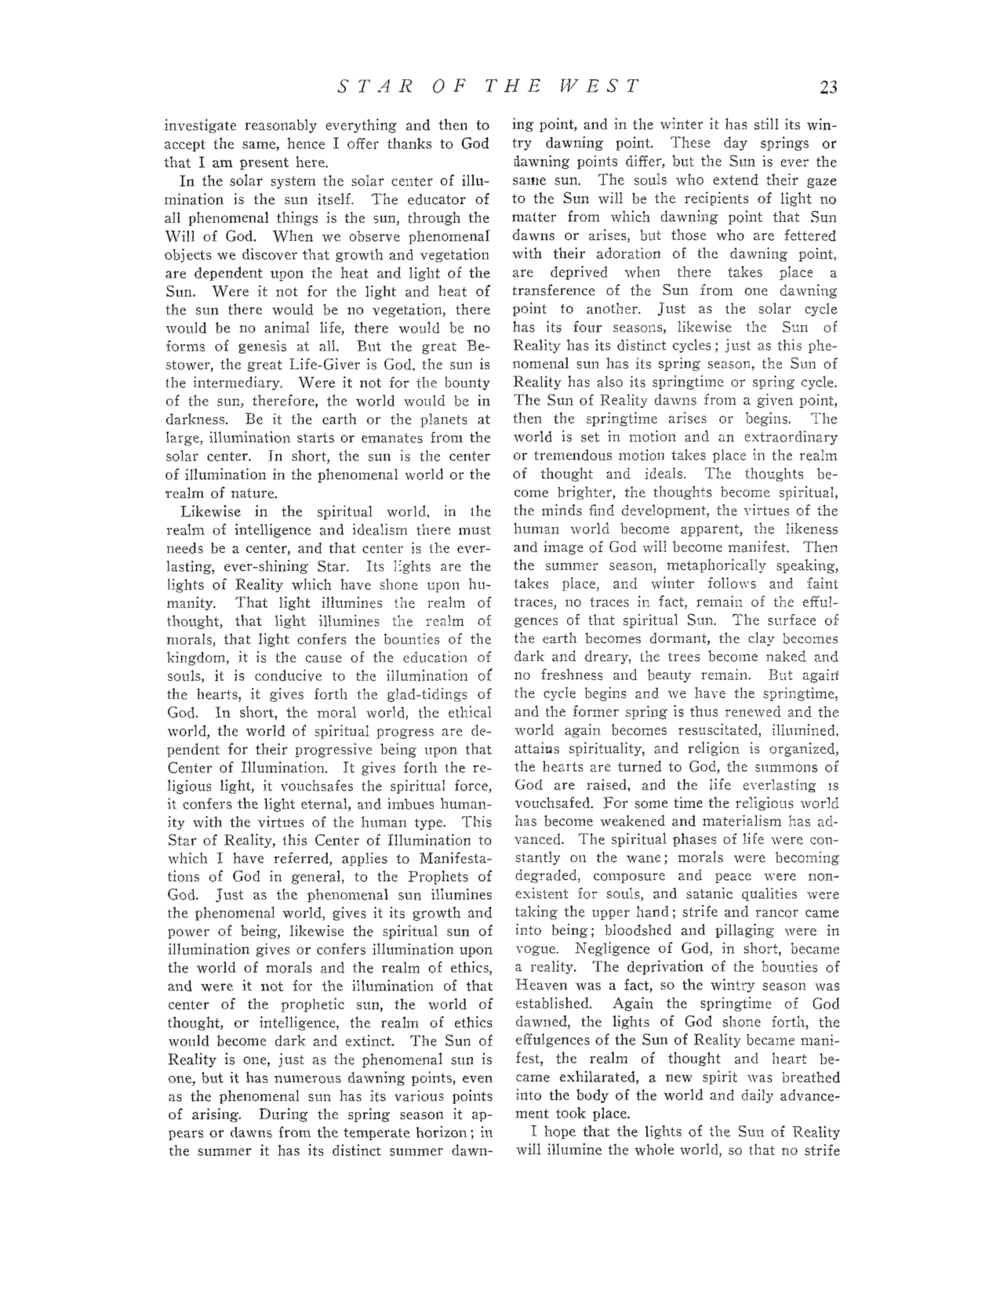 STAR OF THE WEST 23
investigate reasonably everything and then to
accept the same, hence I offer thanks to God
that I am present here.
In the solar system the solar center of illu-
mination is the sun itself. The educator of
all phenomenal things is the sun, through the
Will of God. When we observe phenomenal
objects we discover that growth and vegetation
are dependent upon the heat and light of the
Sun. Were it not for the light and heat of
the sun there would be no vegetation, there
would be no animal life, there would be no
forms of genesis at all. But the great Be-
stower, the great Life-Giver is God, the sun is
the intermediary. Were it not for the bounty
of the sun, therefore, the world would be in
darkness. Be it the earth or the planets at
large, illumination starts or emanates from the
solar center. In short, the sun is the center
of illumination in the phenomenal world or the
realm of nature.
Likewise in the spiritual world, in the
realm of intelligence and idealism there must
needs be a center, and that center is the ever-
lasting, ever-shining Star. Its lights are the
lights of Reality which have shone upon hu-
manity. That light illumines the realm of
thought, that light illumines the realm of
morals, that light confers the bounties of the
kingdom, it is the cause of the education of
souls, it is conducive to the illumination of
the hearts, it gives forth the glad-tidings of
God. In short, the moral world, the ethical
world, the world of spiritual progress are de-
pendent for their progressive being upon that
Center of Illumination. It gives forth the re-
ligious light, it vouchsafes the spiritual force,
it confers the light eternal, and imbues human-
ity with the virtues of the human type. This
Star of Reality, this Center of Illumination to
which I have referred, applies to Manifesta-
tions of God in general, to the Prophets of
God. Just as the phenomenal sun illumines
the phenomenal world, gives it its growth and
power of being, likewise the spiritual sun of
illumination gives or confers illumination upon
the world of morals and the realm of ethics,
and were it not for the illumination of that
center of the prophetic sun, the world of
thought, or intelligence, the realm of ethics
would become dark and extinct. The Sun of
Reality is one, just as the phenomenal sun is
one, but it has numerous dawning points, even
as the phenomenal sun has its various points
of arising. During the spring season it ap-
pears or dawns from the temperate horizon; in
the summer it has its distinct summer dawn-
ing point, and in the winter it has still its win-
try dawning point. These day springs or
dawning points differ, but the Sun is ever the
same sun. The souls who extend their gaze
to the Sun will be the recipients of light no
matter from which dawning point that Sun
dawns or arises, but those who are fettered
with their adoration of the dawning point,
are deprived when there takes place a
transference of the Sun from one dawning
point to another. Just as the solar cycle
has its four seasons, likewise the Sun of
Reality has its distinct cycles; just as this phe-
nomenal sun has its spring season, the Sun of
Reality has also its springtime or spring cycle.
The Sun of Reality dawns from a given point,
then the springtime arises or begins. The
world is set in motion and an extraordinary
or tremendous motion takes place in the realm
of thought and ideals. The thoughts be-
come brighter, the thoughts become spiritual,
the minds find development, the virtues of the
human world become apparent, the likeness
and image of God will become manifest. Then
the summer season, metaphorically speaking,
takes place, and winter follows and faint
traces, no traces in fact, remain of the efful-
gences of that spiritual Sun. The surface of
the earth becomes dormant, the clay becomes
dark and dreary, the trees become naked and
no freshness and beauty remain. But again
the cycle begins and we have the springtime,
and the former spring is thus renewed and the
world again becomes resuscitated, illumined,
attains spirituality, and religion is organized,
the hearts are turned to God, the summons of
God are raised, and the life everlasting is
vouchsafed. For some time the religious world
has become weakened and materialism has ad-
vanced. The spiritual phases of life were con-
stantly on the wane; morals were becoming
degraded, composure and peace were non-
existent for souls, and satanic qualities were
taking the upper hand; strife and rancor came
into being; bloodshed and pillaging were in
vogue. Negligence of God, in short, became
a reality. The deprivation of the bounties of
Heaven was a fact, so the wintry season was
established. Again the springtime of God
dawned, the lights of God shone forth, the
effulgences of the Sun of Reality became mani-
fest, the realm of thought and heart be-
came exhilarated, a new spirit was breathed
into the body of the world and daily advance-
ment took place.
I hope that the lights of the Sun of Reality
will illumine the whole world, so that no strife